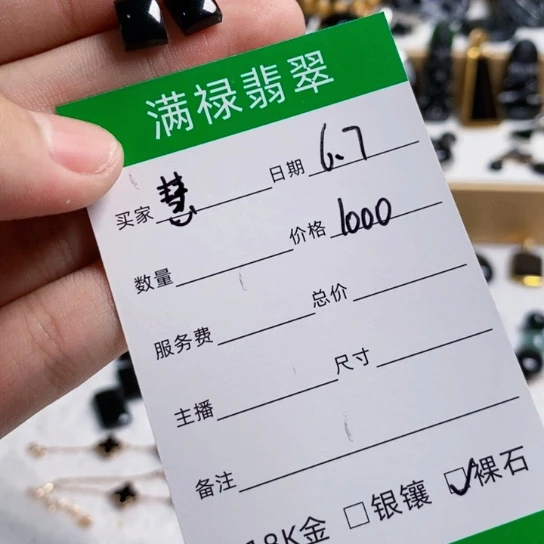 满禄翡翠
买家 慧 日期 6.7
数量 价格 1000
服务费 总价
主播 尺寸
备注
18K金 □银镶 ☑裸石